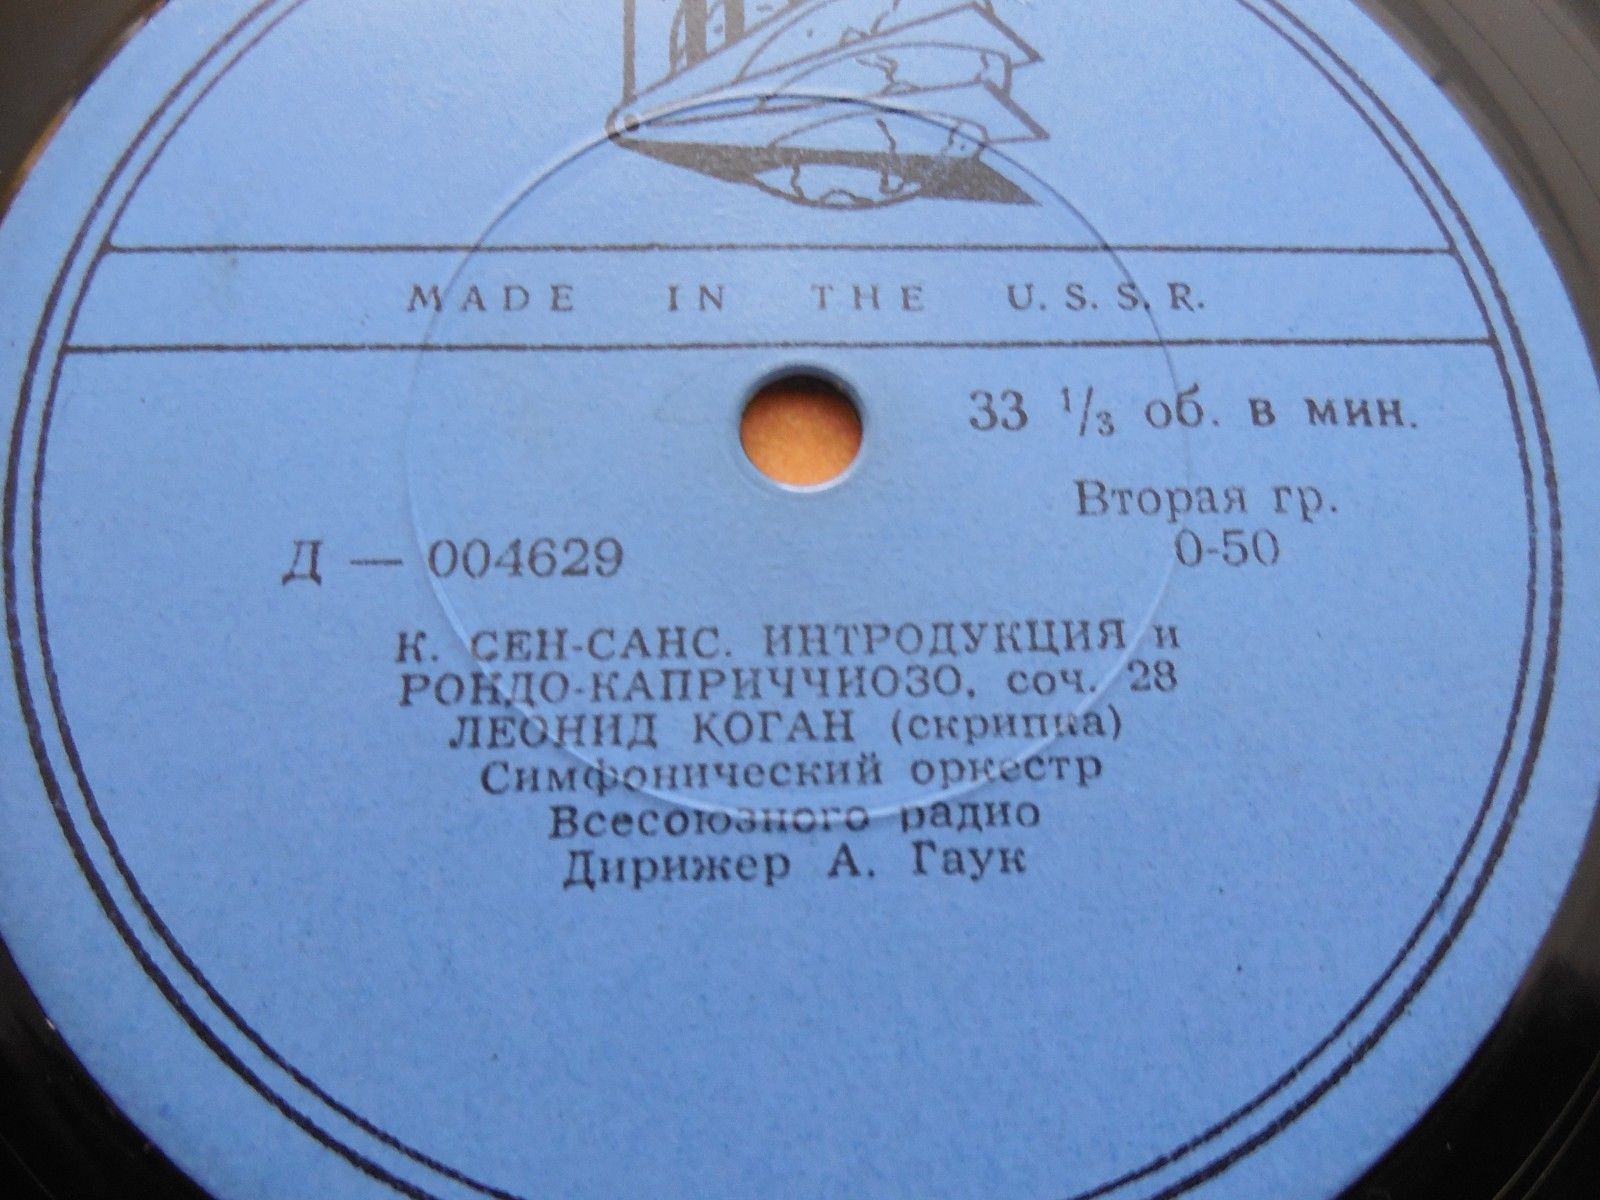 MADE IN THE U.S.S.R.
33 1/3 об. в мин.
Вторая гр.
Д — 004629
0-50
К. СЕН-САНС. ИНТРОДУКЦИЯ и
РОНДО-КАПРИЧЧИОЗО, соч. 28
ЛЕОНИД КОГАН (скрипка)
Симфонический оркестр
Всесоюзного радио
Дирижер А. Гаук